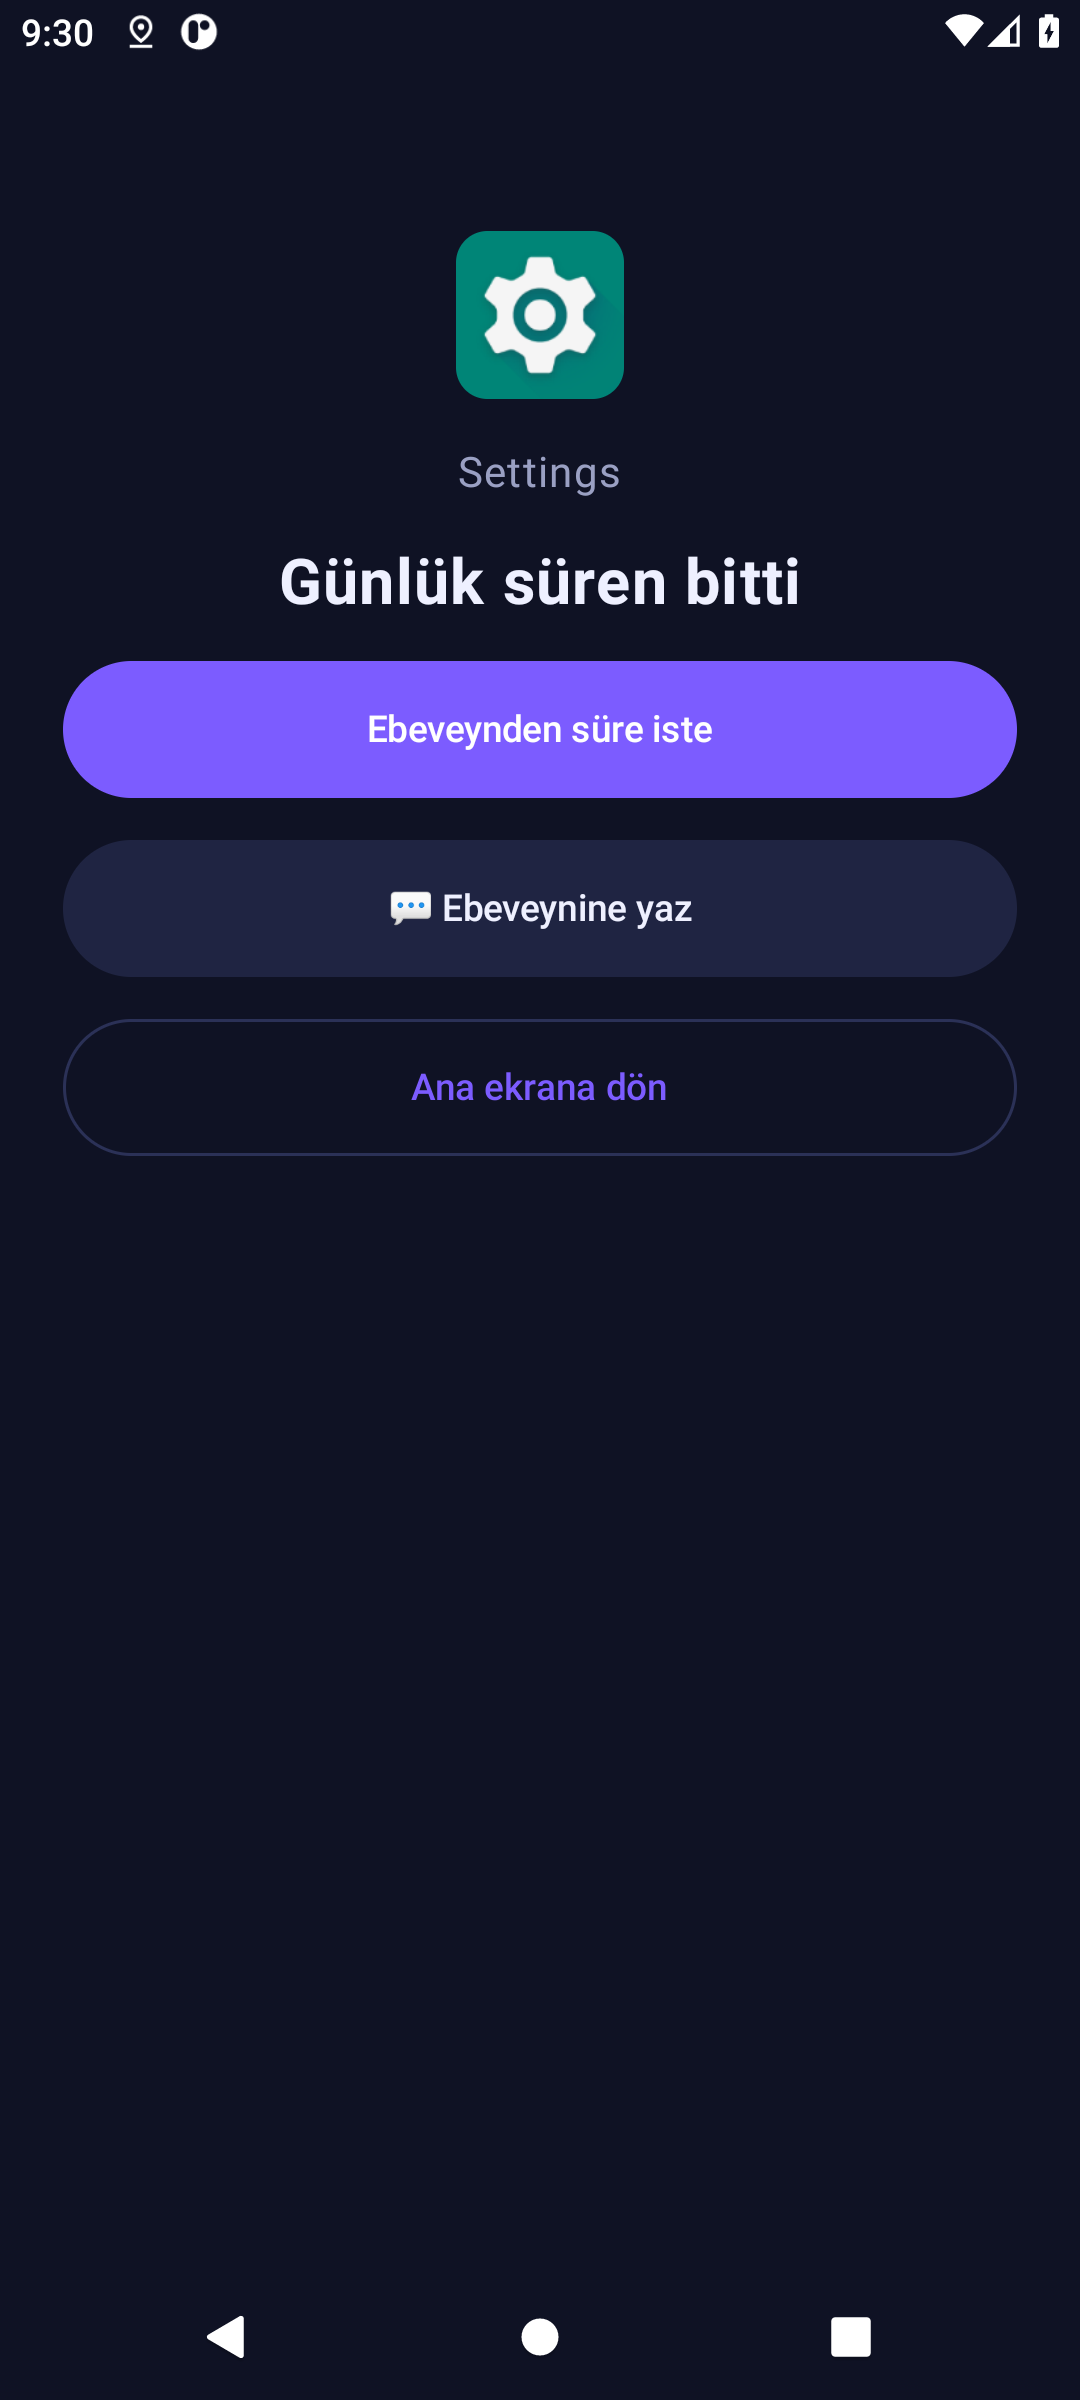 9:30
Settings
Günlük süren bitti
Ebeveynden süre iste
💬 Ebeveynine yaz
Ana ekrana dön